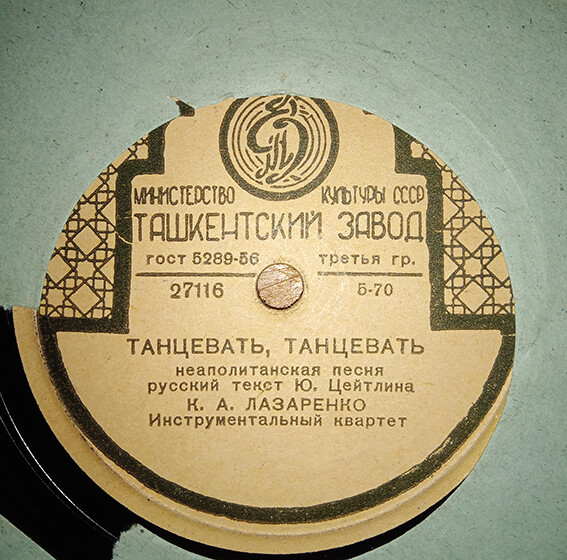 МИНИСТЕРСТВО КУЛЬТУРЫ СССР
ТАШКЕНТСКИЙ ЗАВОД
гост 5289-56 третья гр.
27116 5-70
ТАНЦЕВАТЬ, ТАНЦЕВАТЬ
неаполитанская песня
русский текст Ю. Цейтлина
К. А. ЛАЗАРЕНКО
Инструментальный квартет